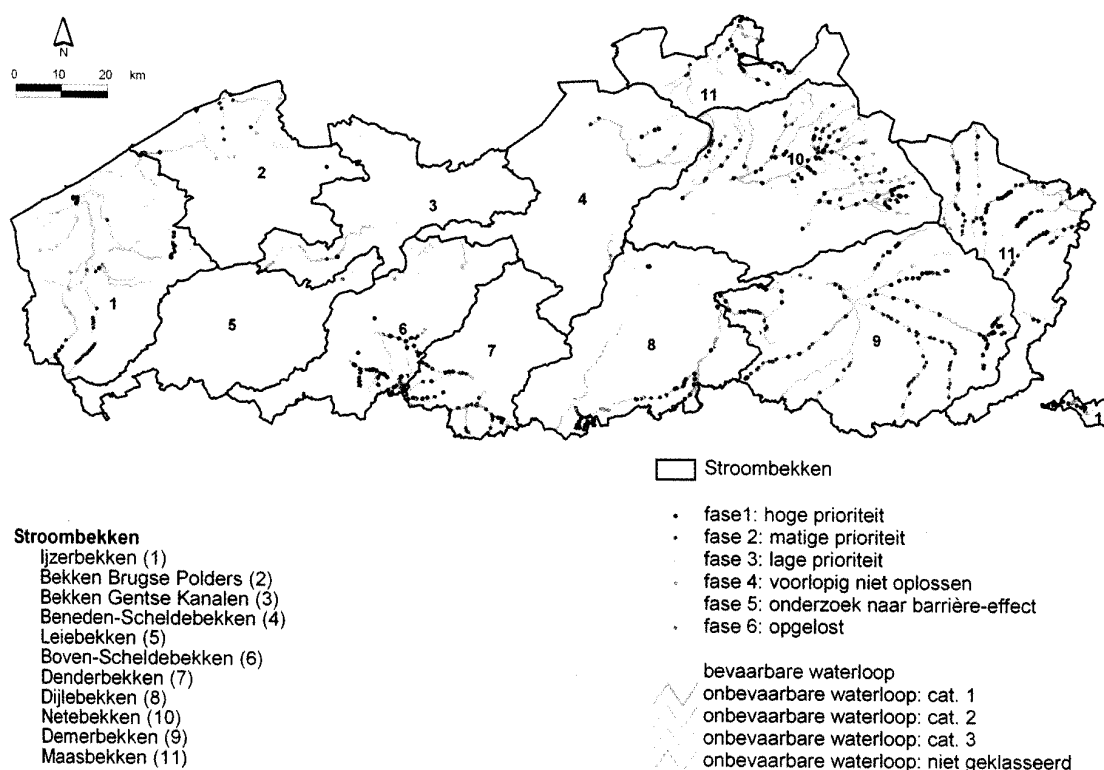 N
0 10 20 km
11
10
2
3
4
11
1
5
6
7
8
9
1
Stroombekken
fase1: hoge prioriteit
fase 2: matige prioriteit
fase 3: lage prioriteit
fase 4: voorlopig niet oplossen
fase 5: onderzoek naar barrière-effect
fase 6: opgelost
bevaarbare waterloop
onbevaarbare waterloop: cat. 1
onbevaarbare waterloop: cat. 2
onbevaarbare waterloop: cat. 3
onbevaarbare waterloop: niet geklasseerd
Stroombekken
Ijzerbekken (1)
Bekken Brugse Polders (2)
Bekken Gentse Kanalen (3)
Beneden-Scheldebekken (4)
Leiebekken (5)
Boven-Scheldebekken (6)
Denderbekken (7)
Dijlebekken (8)
Netebekken (10)
Demerbekken (9)
Maasbekken (11)